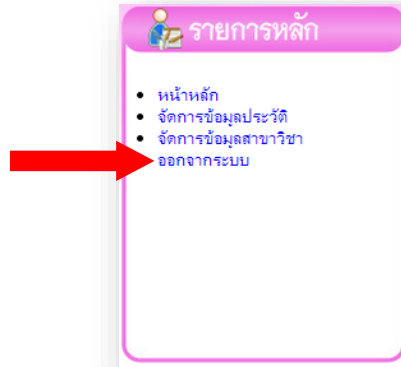 รายการหลัก
หน้าหลัก
จัดการข้อมูลประวัติ
จัดการข้อมูลสาขาวิชา
ออกจากระบบ